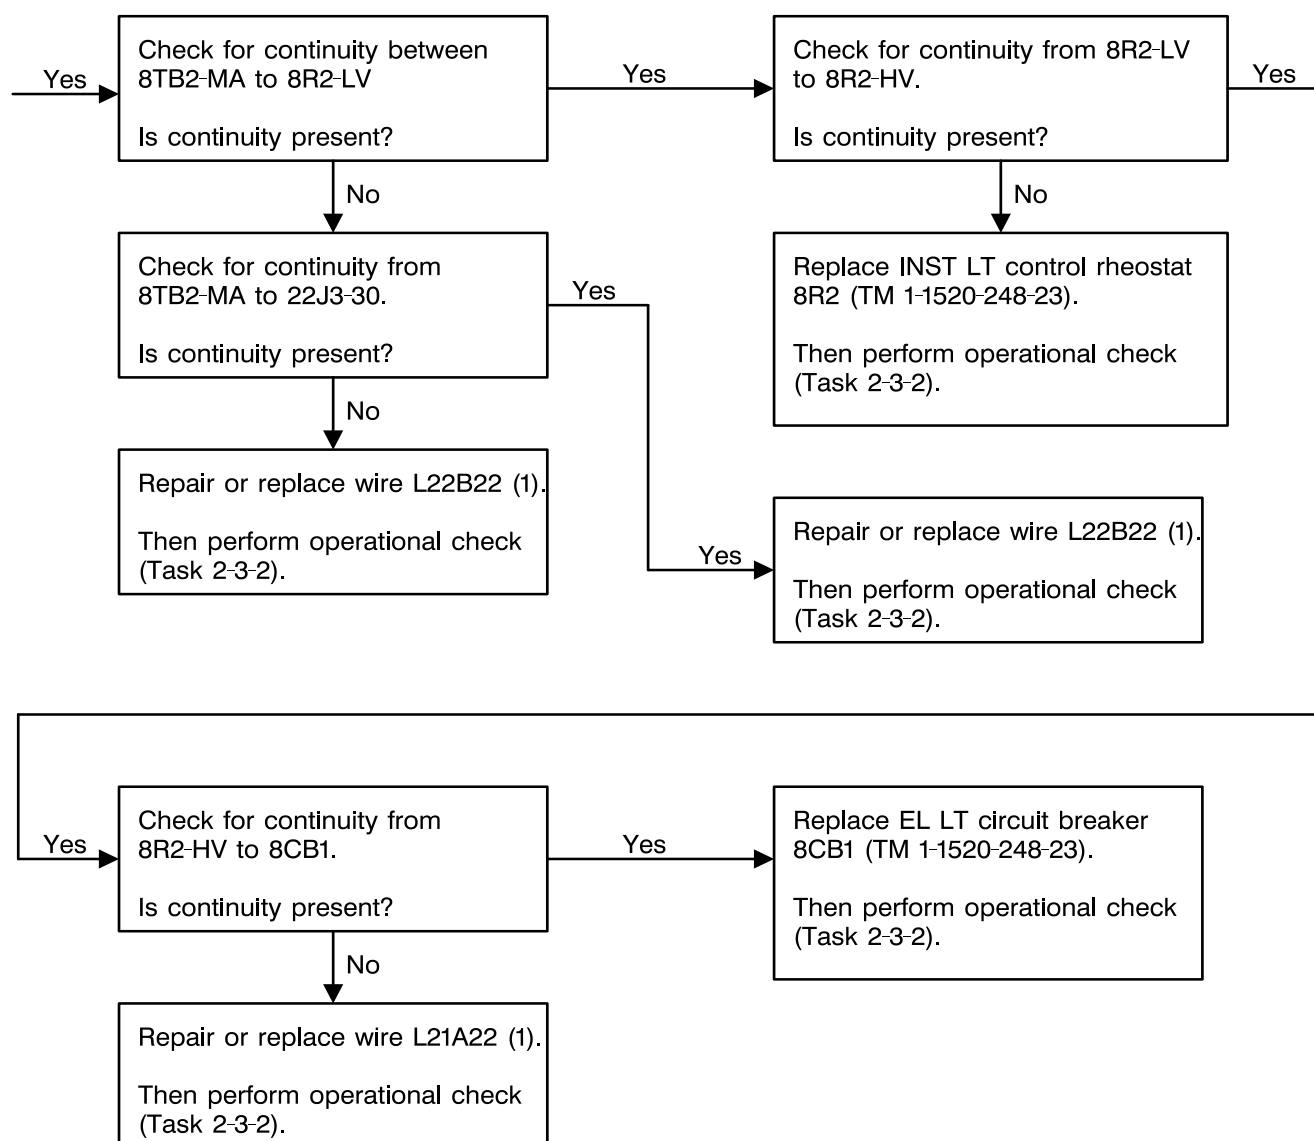 Yes
Check for continuity between
8TB2-MA to 8R2-LV
Is continuity present?
Yes
Check for continuity from 8R2-LV
to 8R2-HV.
Is continuity present?
Yes
No
No
Check for continuity from
8TB2-MA to 22J3-30.
Is continuity present?
Yes
Replace INST LT control rheostat
8R2 (TM 1-1520-248-23).
Then perform operational check
(Task 2-3-2).
No
Repair or replace wire L22B22 (1).
Then perform operational check
(Task 2-3-2).
Yes
Repair or replace wire L22B22 (1).
Then perform operational check
(Task 2-3-2).
Yes
Check for continuity from
8R2-HV to 8CB1.
Is continuity present?
Yes
Replace EL LT circuit breaker
8CB1 (TM 1-1520-248-23).
Then perform operational check
(Task 2-3-2).
No
Repair or replace wire L21A22 (1).
Then perform operational check
(Task 2-3-2).